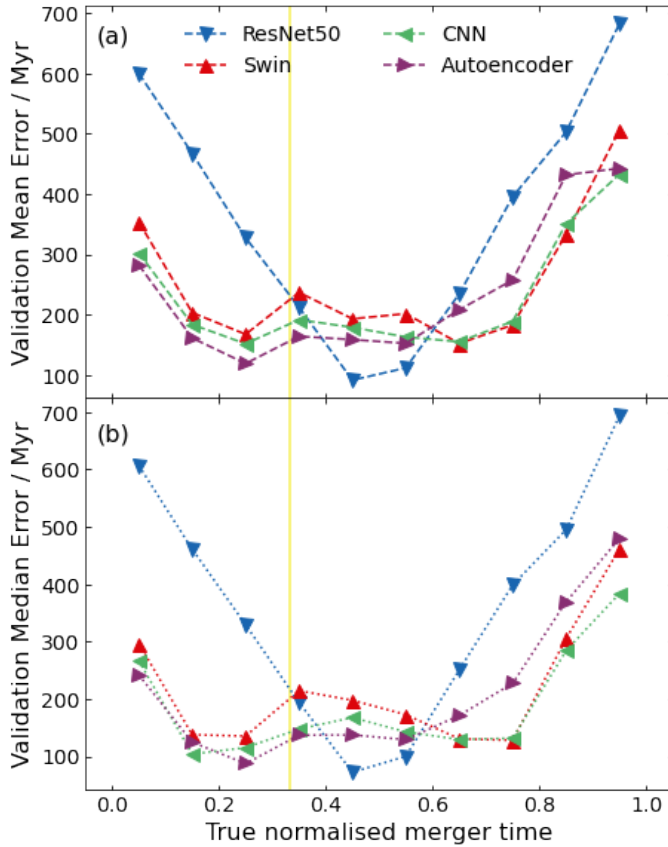 (a)
ResNet50
Swin
CNN
Autoencoder
Validation Mean Error / Myr
700
600
500
400
300
200
100
(b)
Validation Median Error / Myr
700
600
500
400
300
200
100
0.0 0.2 0.4 0.6 0.8 1.0
True normalised merger time